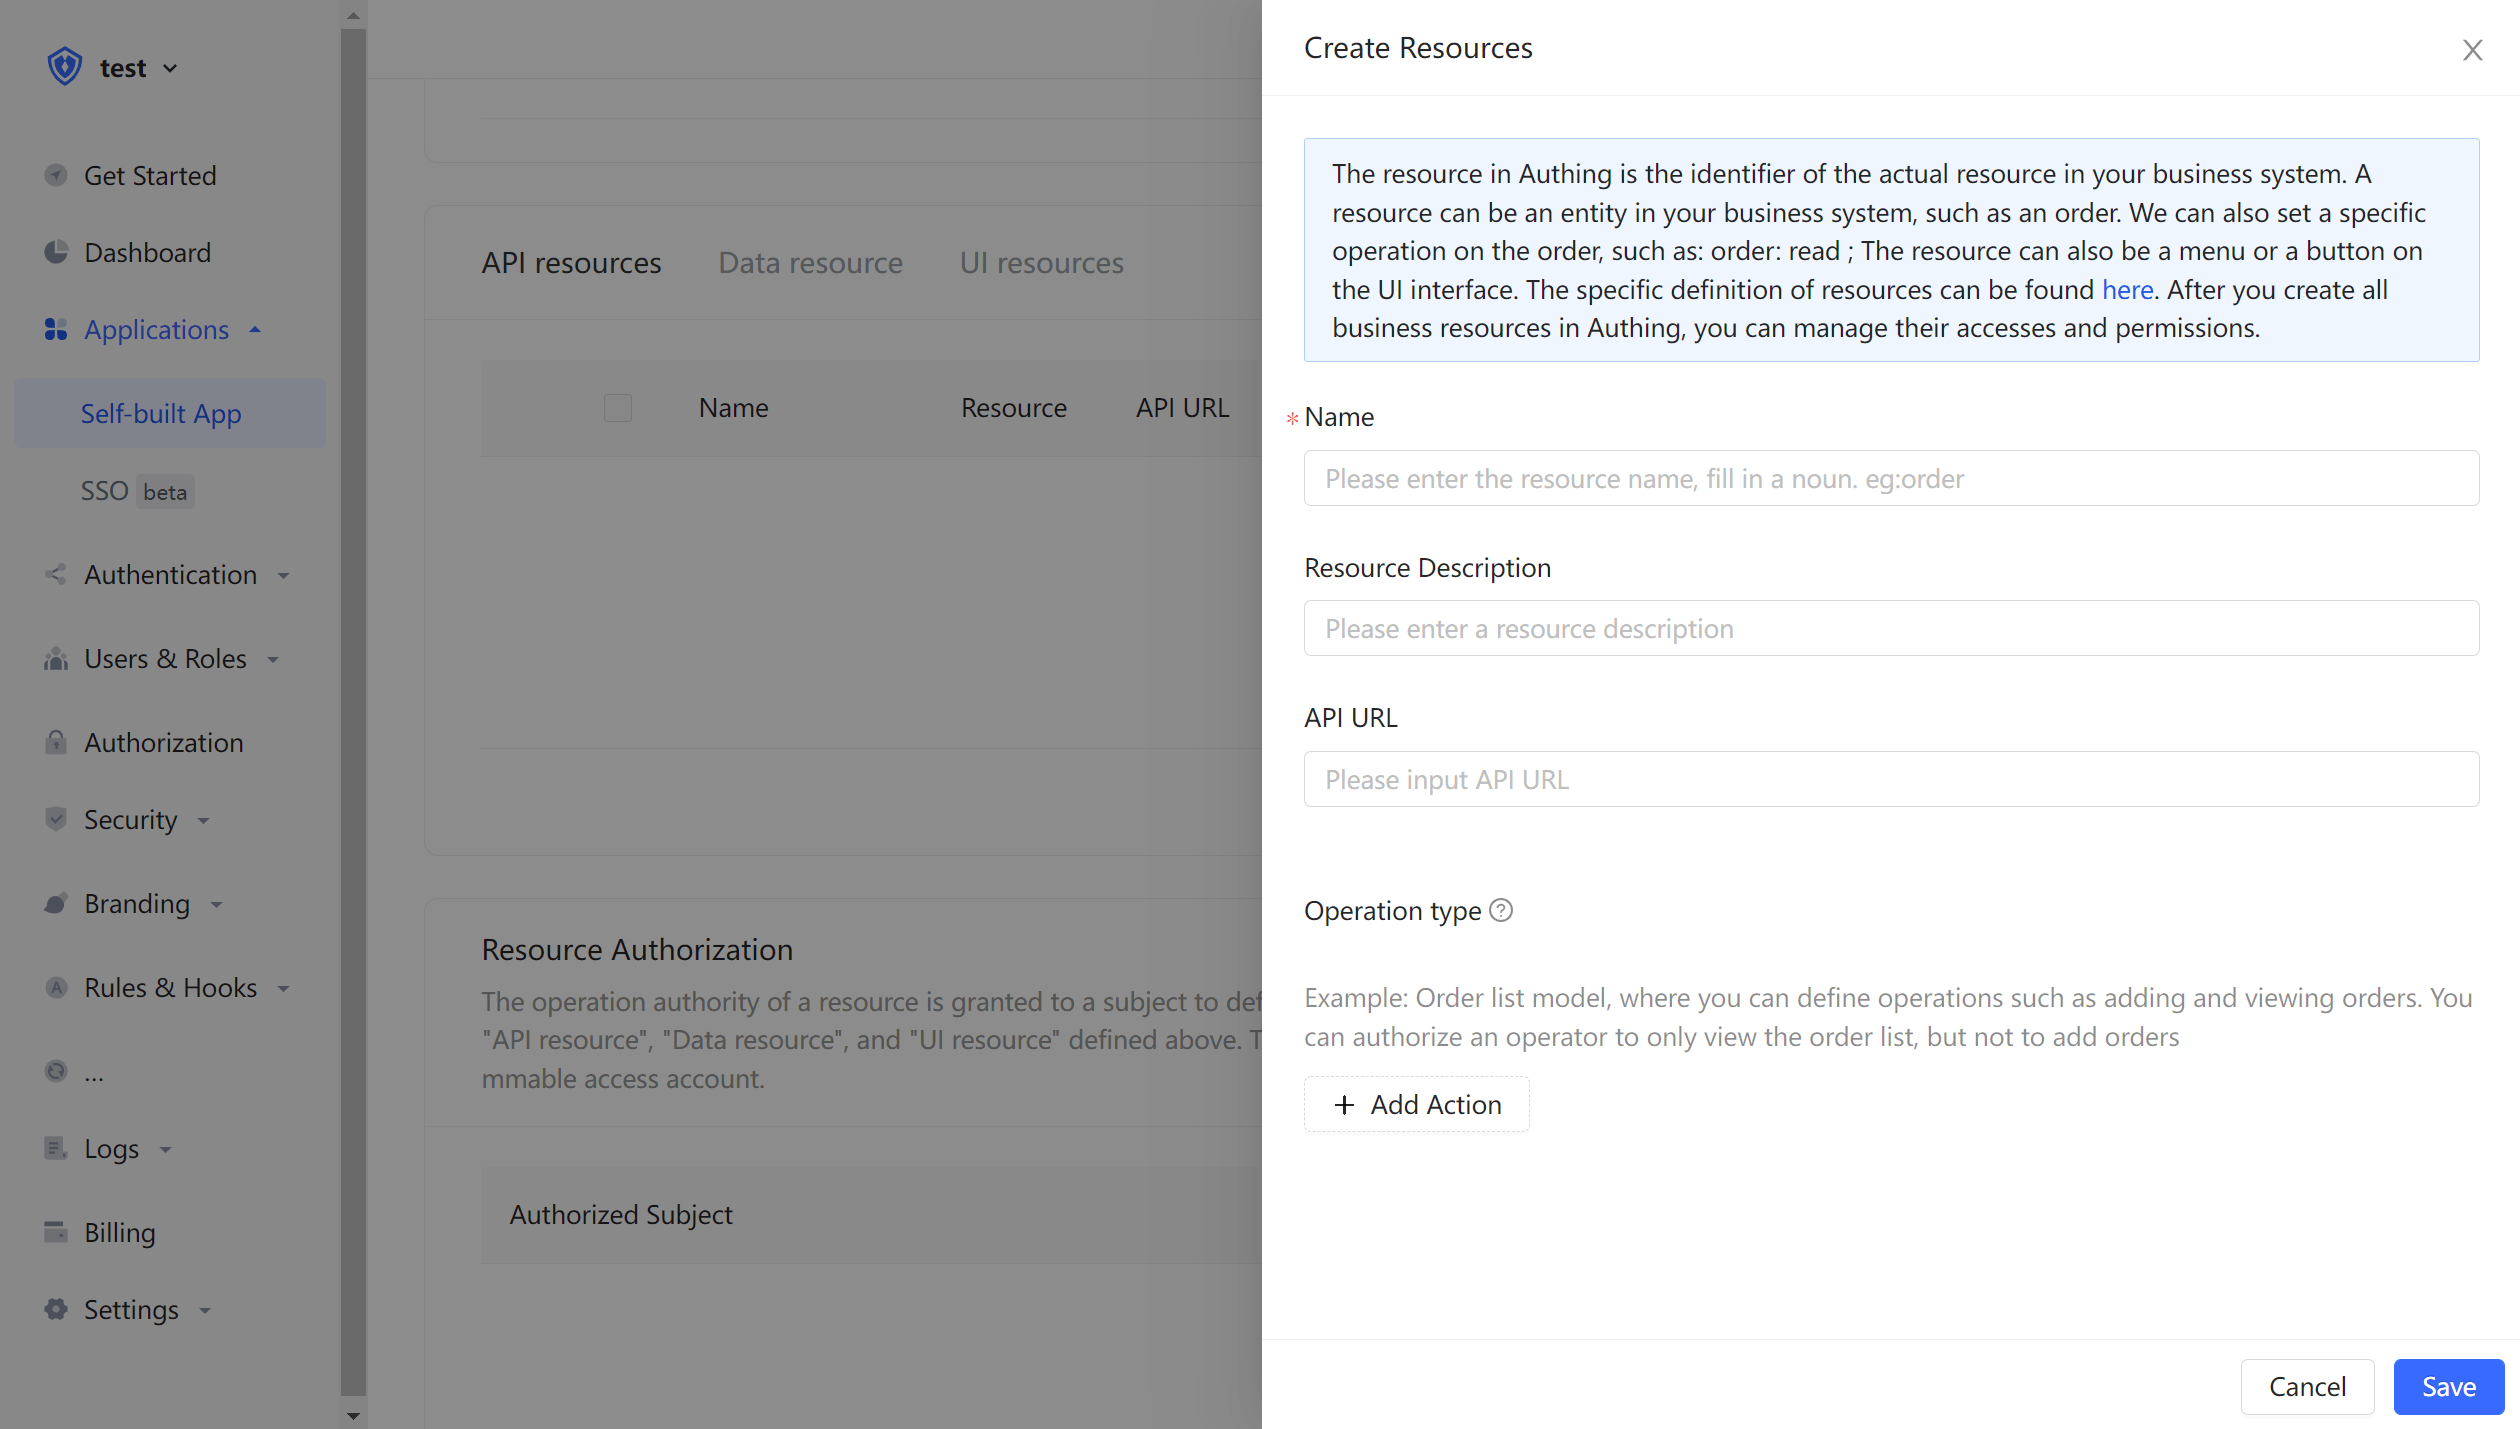 test
Get Started
Dashboard
Applications
Self-built App
SSO beta
Authentication
Users & Roles
Authorization
Security
Branding
Rules & Hooks
...
Logs
Billing
Settings
API resources Data resource UI resources
Name Resource API URL
Resource Authorization
The operation authority of a resource is granted to a subject to def
"API resource", "Data resource", and "UI resource" defined above. T
mmable access account.
Authorized Subject
Create Resources
The resource in Authing is the identifier of the actual resource in your business system. A
resource can be an entity in your business system, such as an order. We can also set a specific
operation on the order, such as: order: read ; The resource can also be a menu or a button on
the UI interface. The specific definition of resources can be found here. After you create all
business resources in Authing, you can manage their accesses and permissions.
* Name
Please enter the resource name, fill in a noun. eg:order
Resource Description
Please enter a resource description
API URL
Please input API URL
Operation type ?
Example: Order list model, where you can define operations such as adding and viewing orders. You
can authorize an operator to only view the order list, but not to add orders
+ Add Action
Cancel Save